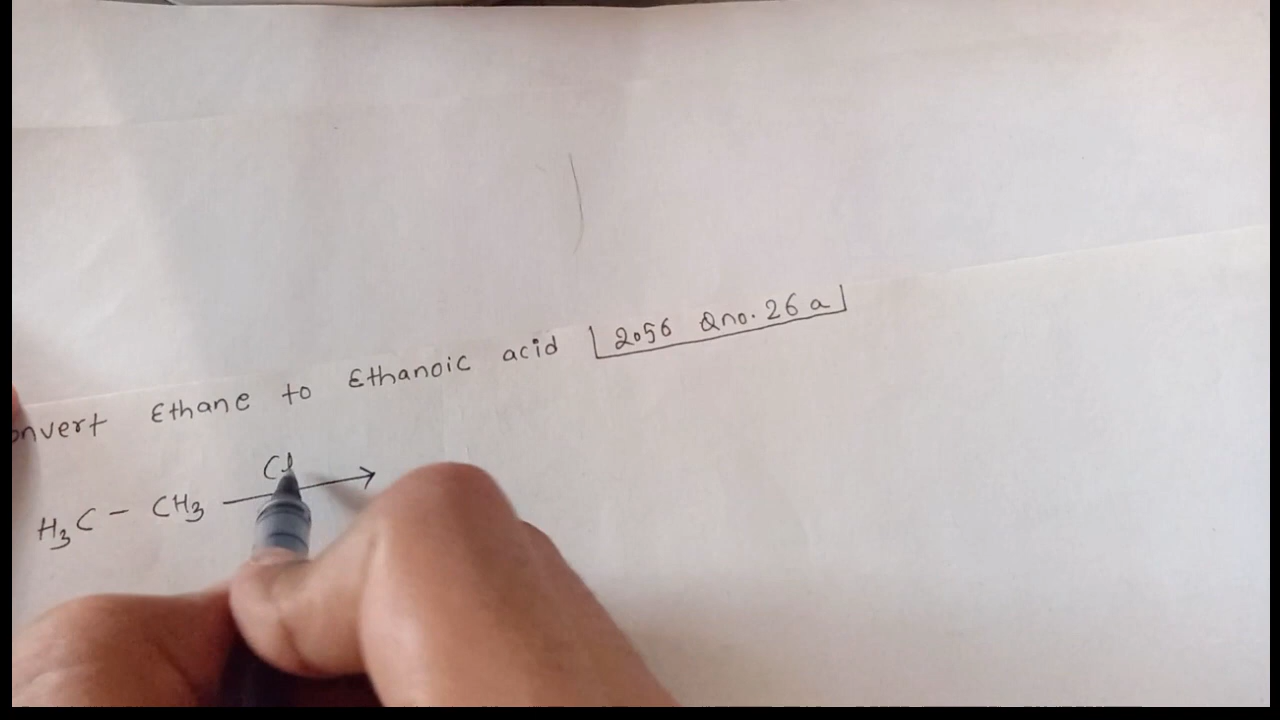 onvert Ethane to Ethanoic acid 2056 Qno. 26 a
Cl
H₃C - CH₃